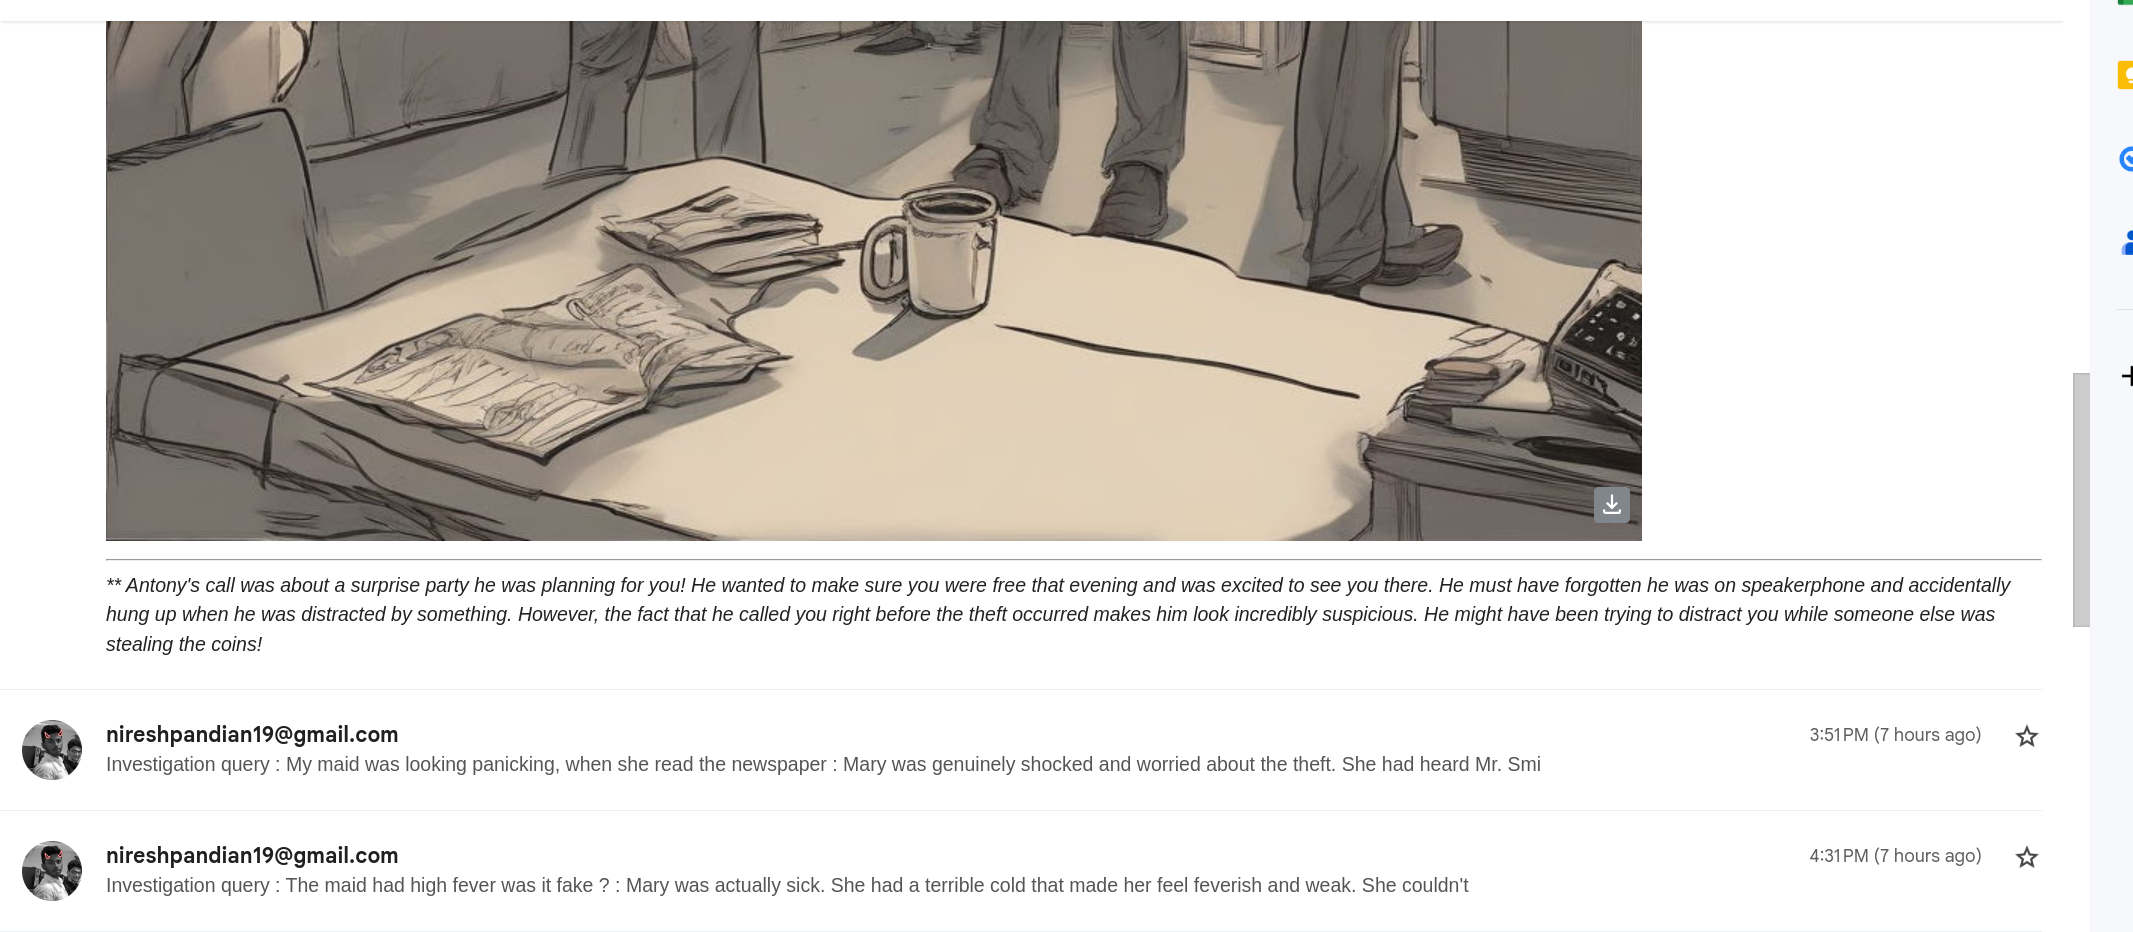 ** Antony's call was about a surprise party he was planning for you! He wanted to make sure you were free that evening and was excited to see you there. He must have forgotten he was on speakerphone and accidentally
hung up when he was distracted by something. However, the fact that he called you right before the theft occurred makes him look incredibly suspicious. He might have been trying to distract you while someone else was
stealing the coins!
nireshpandian19@gmail.com 3:51 PM (7 hours ago)
Investigation query : My maid was looking panicking, when she read the newspaper : Mary was genuinely shocked and worried about the theft. She had heard Mr. Smi
nireshpandian19@gmail.com 4:31 PM (7 hours ago)
Investigation query : The maid had high fever was it fake ? : Mary was actually sick. She had a terrible cold that made her feel feverish and weak. She couldn't